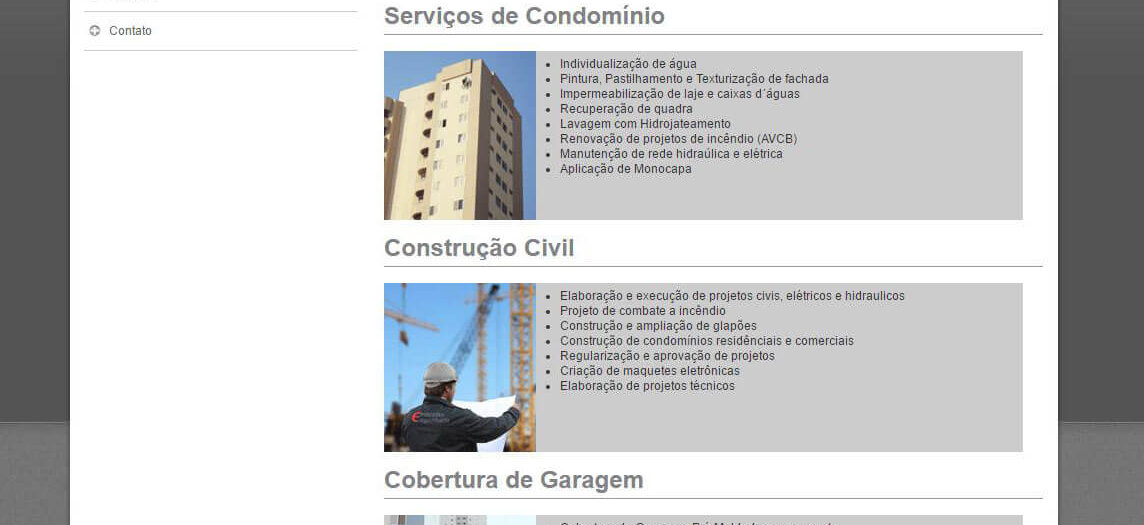 Contato
Serviços de Condomínio
Individualização de água
Pintura, Pastilhamento e Texturização de fachada
Impermeabilização de laje e caixas d´águas
Recuperação de quadra
Lavagem com Hidrojateamento
Renovação de projetos de incêndio (AVCB)
Manutenção de rede hidraúlica e elétrica
Aplicação de Monocapa
Construção Civil
Elaboração e execução de projetos civis, elétricos e hidraulicos
Projeto de combate a incêndio
Construção e ampliação de glapões
Construção de condomínios residênciais e comerciais
Regularização e aprovação de projetos
Criação de maquetes eletrônicas
Elaboração de projetos técnicos
Cobertura de Garagem